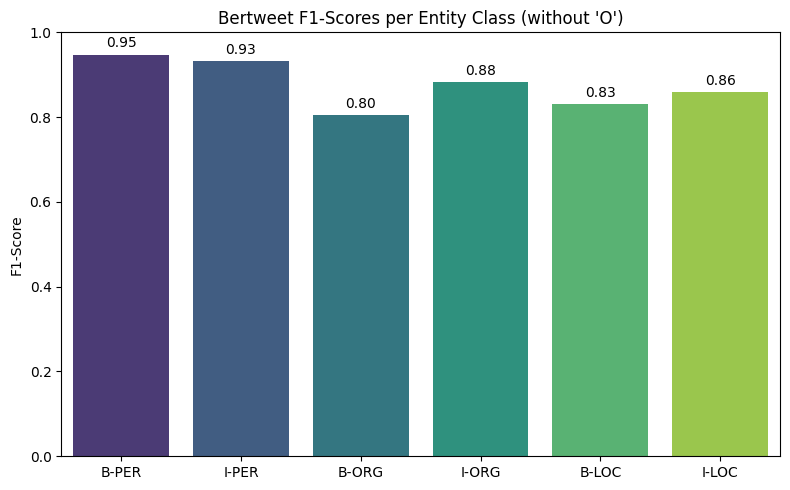 Bertweet F1-Scores per Entity Class (without 'O')
1.0
0.8
0.6
0.4
0.2
0.0
F1-Score
0.95
0.93
0.80
0.88
0.83
0.86
B-PER
I-PER
B-ORG
I-ORG
B-LOC
I-LOC